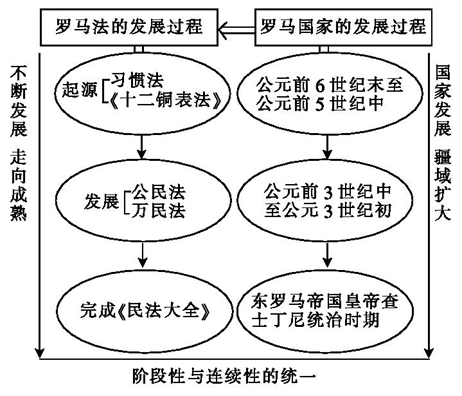 罗马法的发展过程
罗马国家的发展过程
不断发展 走向成熟
起源
习惯法
《十二铜表法》
公元前6世纪末至
公元前5世纪中
国家发展 疆域扩大
发展
公民法
万民法
公元前3世纪中
至公元3世纪初
完成《民法大全》
东罗马帝国皇帝查
士丁尼统治时期
阶段性与连续性的统一